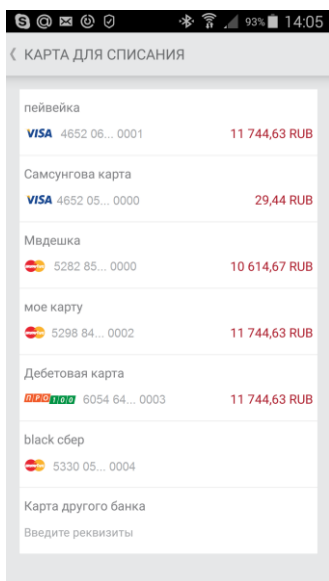 93% 14:05
КАРТА ДЛЯ СПИСАНИЯ
пейвейка
VISA 4652 06... 0001 11 744,63 RUB
Самсунгова карта
VISA 4652 05... 0000 29,44 RUB
Мвдешка
5282 85... 0000 10 614,67 RUB
мое карту
5298 84... 0002 11 744,63 RUB
Дебетовая карта
ПРО100 6054 64... 0003 11 744,63 RUB
black сбер
5330 05... 0004
Карта другого банка
Введите реквизиты